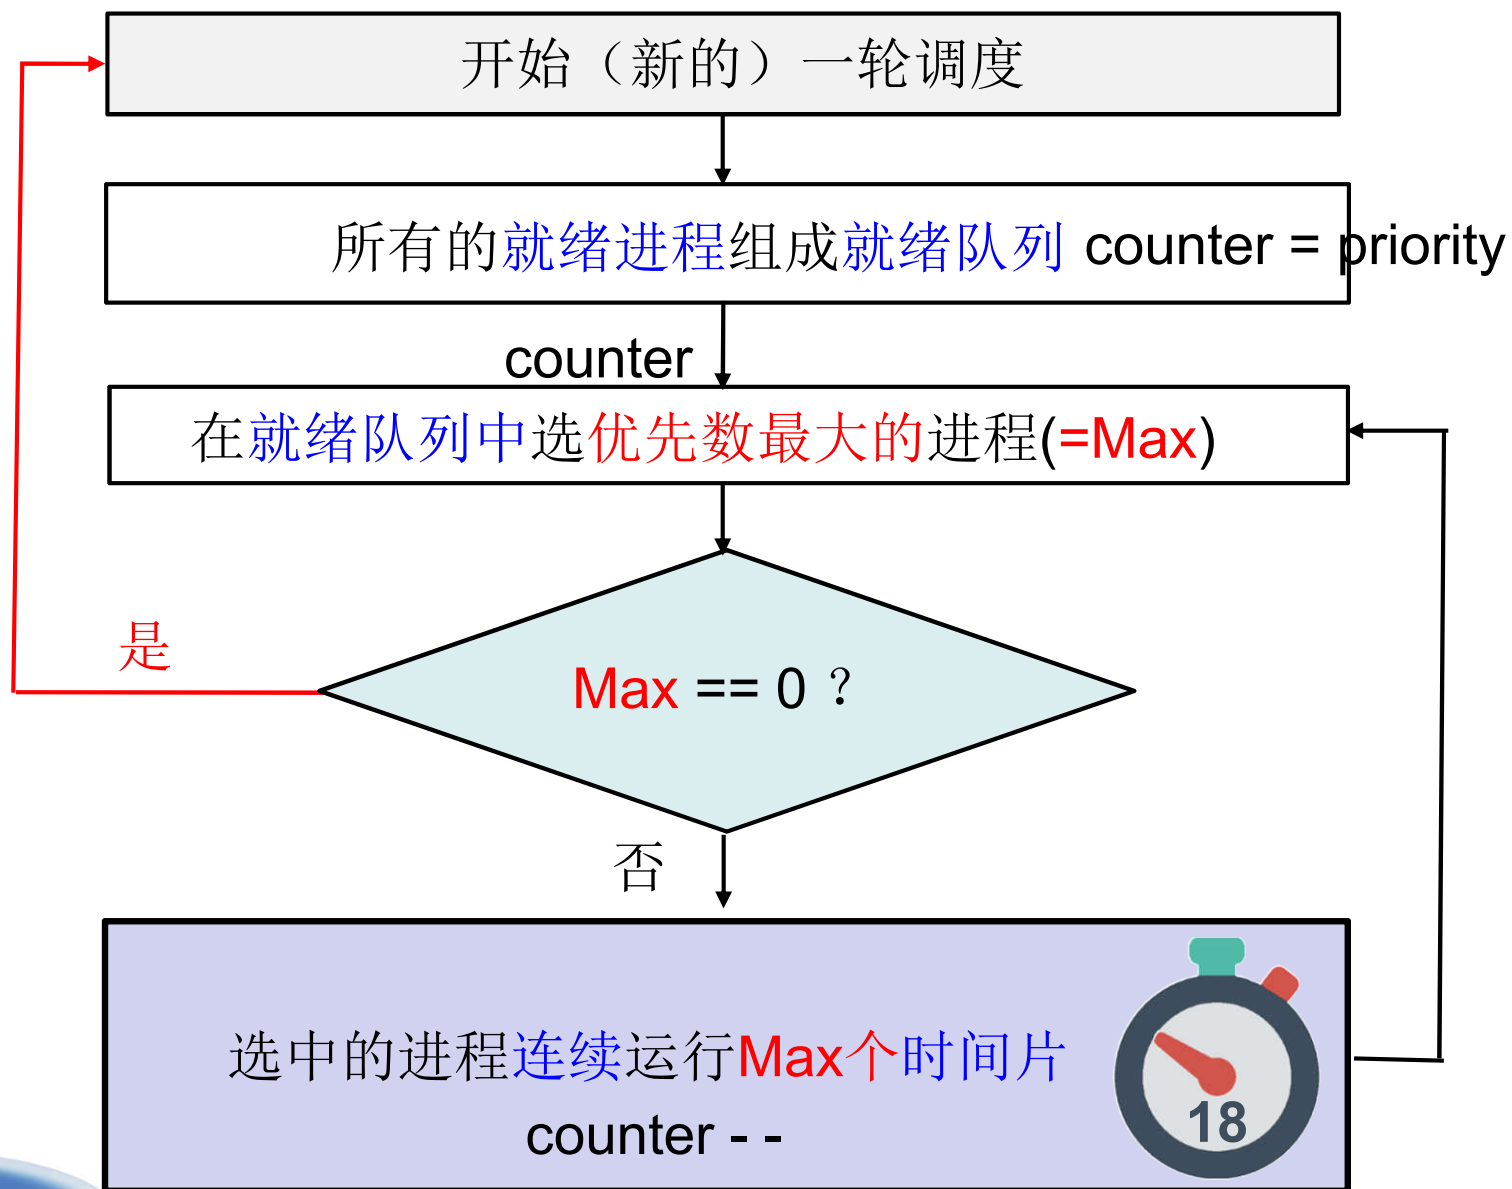 开始（新的）一轮调度
所有的就绪进程组成就绪队列 counter = priority
counter
在就绪队列中选优先数最大的进程(=Max)
是
Max == 0 ？
否
选中的进程连续运行Max个时间片
counter - -
18